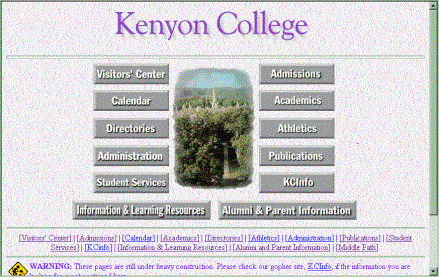 Kenyon College
Visitors' Center
Admissions
Calendar
Academics
Directories
Athletics
Administration
Publications
Student Services
KCInfo
Information & Learning Resources
Alumni & Parent Information
[Visitors' Center] | [Admissions] | [Calendar] | [Academics] | [Directories] | [Athletics] | [Administration] | [Publications] | [Student
Services] | [KCinfo] | [Information & Learning Resources] | [Alumni and Parent Information] | [Middle Path]
WARNING: These pages are still under heavy construction. Please check our gopher site, KCInfo, if the information you are